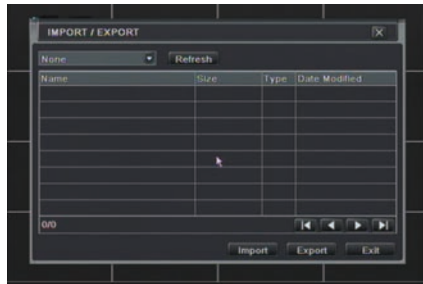 IMPORT / EXPORT
None Refresh
Name Size Type Date Modified
0/0
Import Export Exit